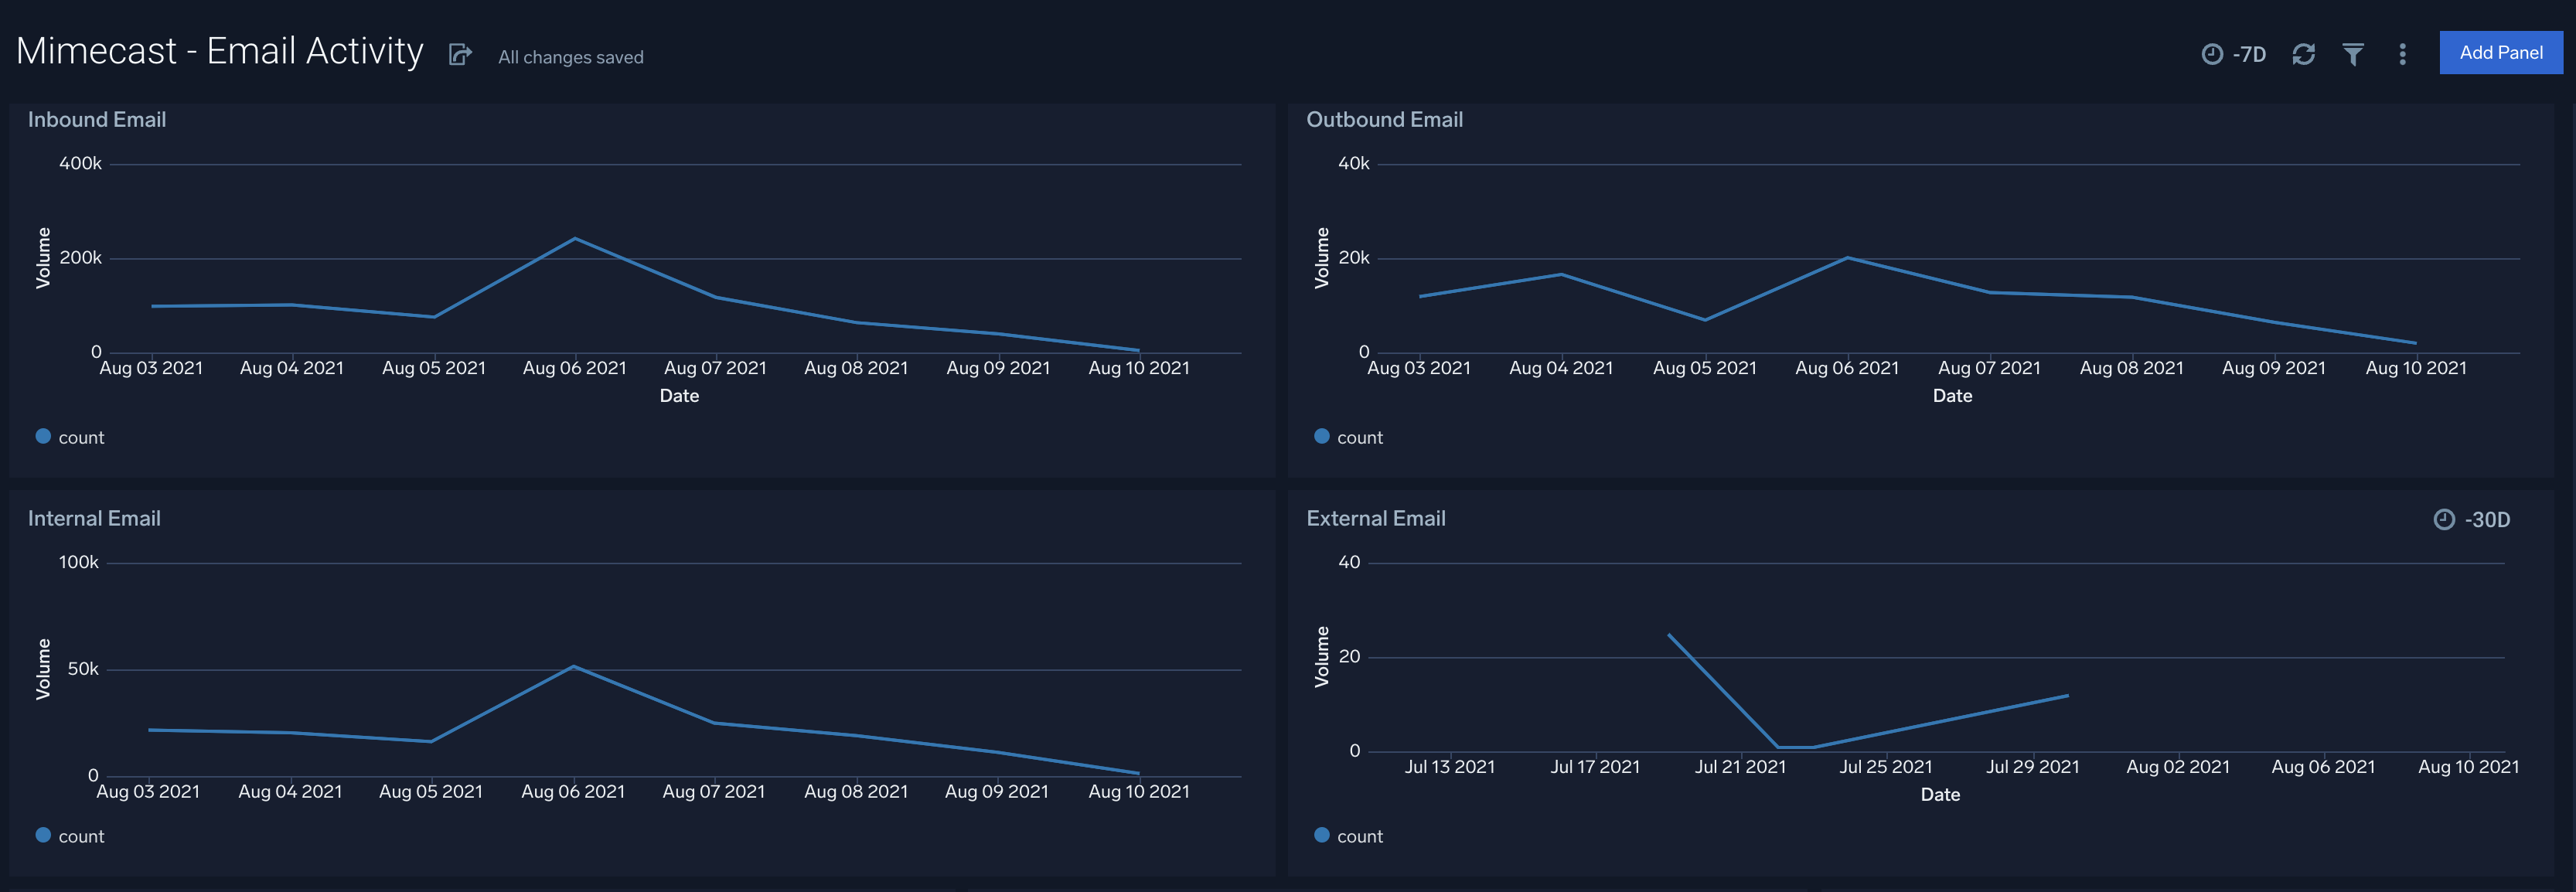 Mimecast - Email Activity
All changes saved
-7D
Add Panel
Inbound Email
400k
200k
0
Volume
Aug 03 2021 Aug 04 2021 Aug 05 2021 Aug 06 2021 Aug 07 2021 Aug 08 2021 Aug 09 2021 Aug 10 2021
Date
count
Outbound Email
40k
20k
0
Volume
Aug 03 2021 Aug 04 2021 Aug 05 2021 Aug 06 2021 Aug 07 2021 Aug 08 2021 Aug 09 2021 Aug 10 2021
Date
count
Internal Email
100k
50k
0
Volume
Aug 03 2021 Aug 04 2021 Aug 05 2021 Aug 06 2021 Aug 07 2021 Aug 08 2021 Aug 09 2021 Aug 10 2021
count
External Email
-30D
40
20
0
Volume
Jul 13 2021 Jul 17 2021 Jul 21 2021 Jul 25 2021 Jul 29 2021 Aug 02 2021 Aug 06 2021 Aug 10 2021
Date
count